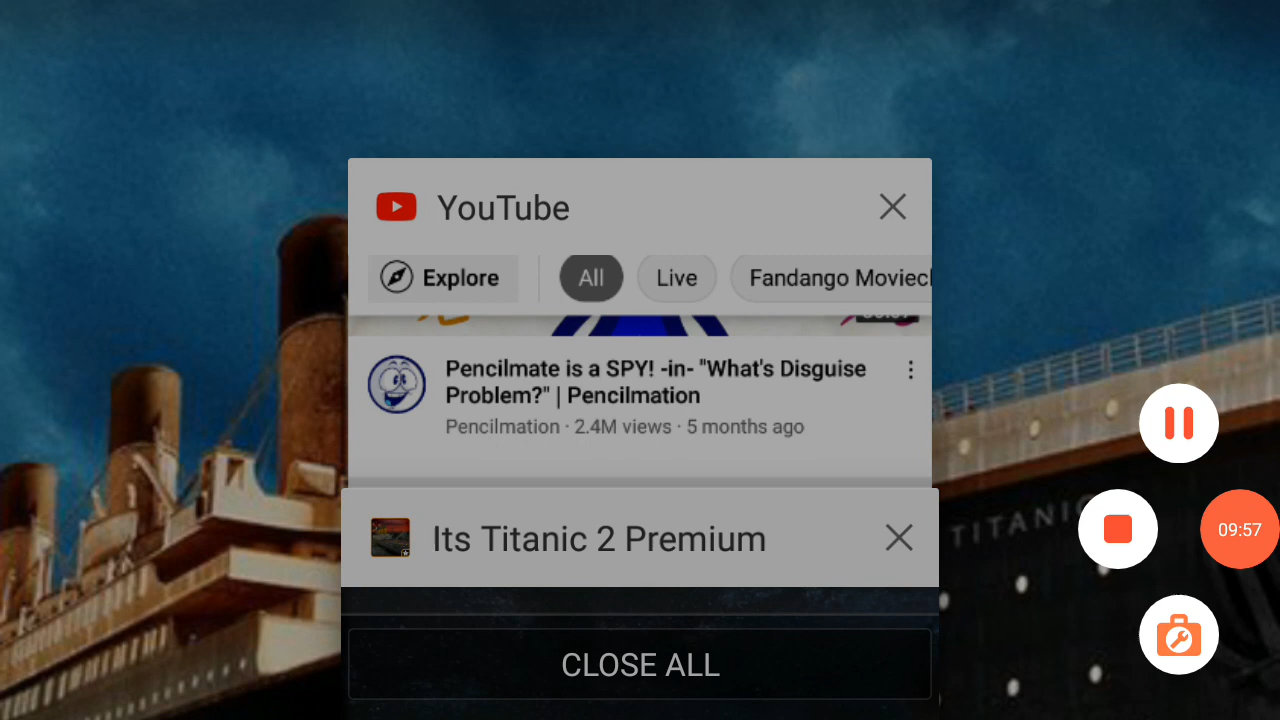 YouTube
Explore
All
Live
Fandango Moviecl
Pencilmate is a SPY! -in- "What's Disguise
Problem?" | Pencilmation
Pencilmation · 2.4M views · 5 months ago
Its Titanic 2 Premium
CLOSE ALL
TITANIC
09:57